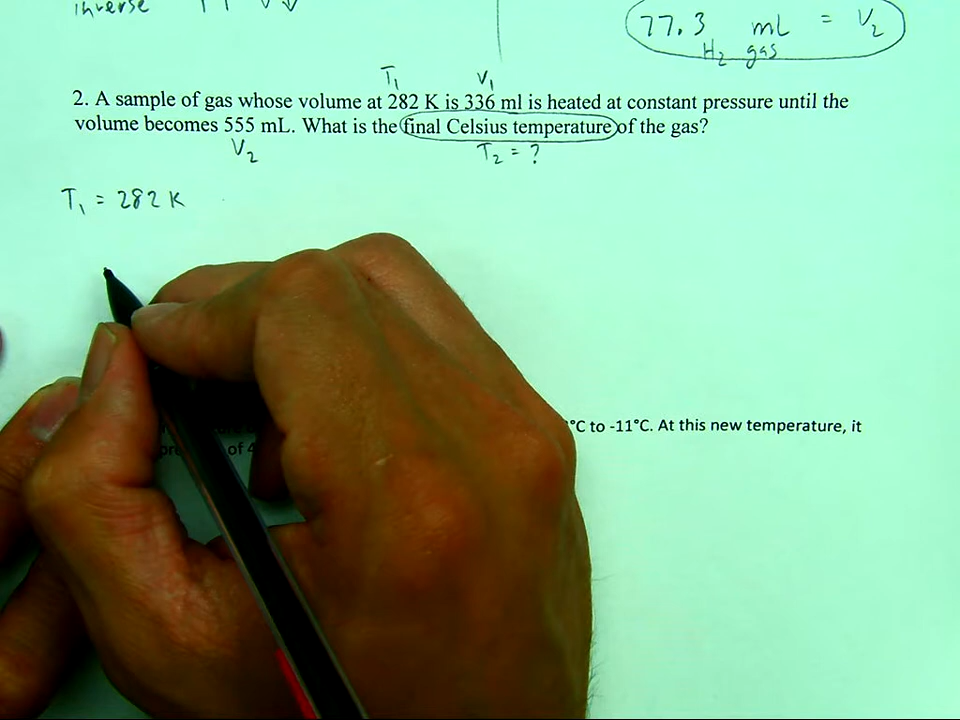 inverse
77.3 mL = V2
H2 gas
T1 V1
2. A sample of gas whose volume at 282 K is 336 ml is heated at constant pressure until the
volume becomes 555 mL. What is the final Celsius temperature of the gas?
V2 T2 = ?
T1 = 282 K
°C to -11°C. At this new temperature, it
of 4